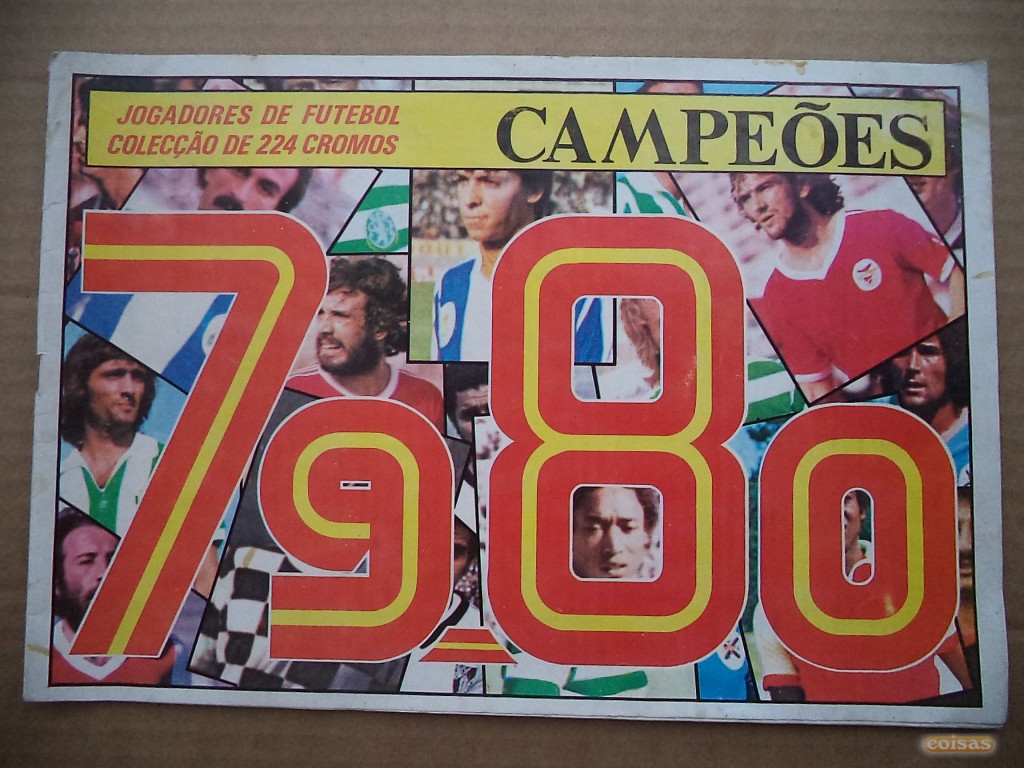 JOGADORES DE FUTEBOL
COLECÇÃO DE 224 CROMOS
CAMPEÕES
79.80
coisas